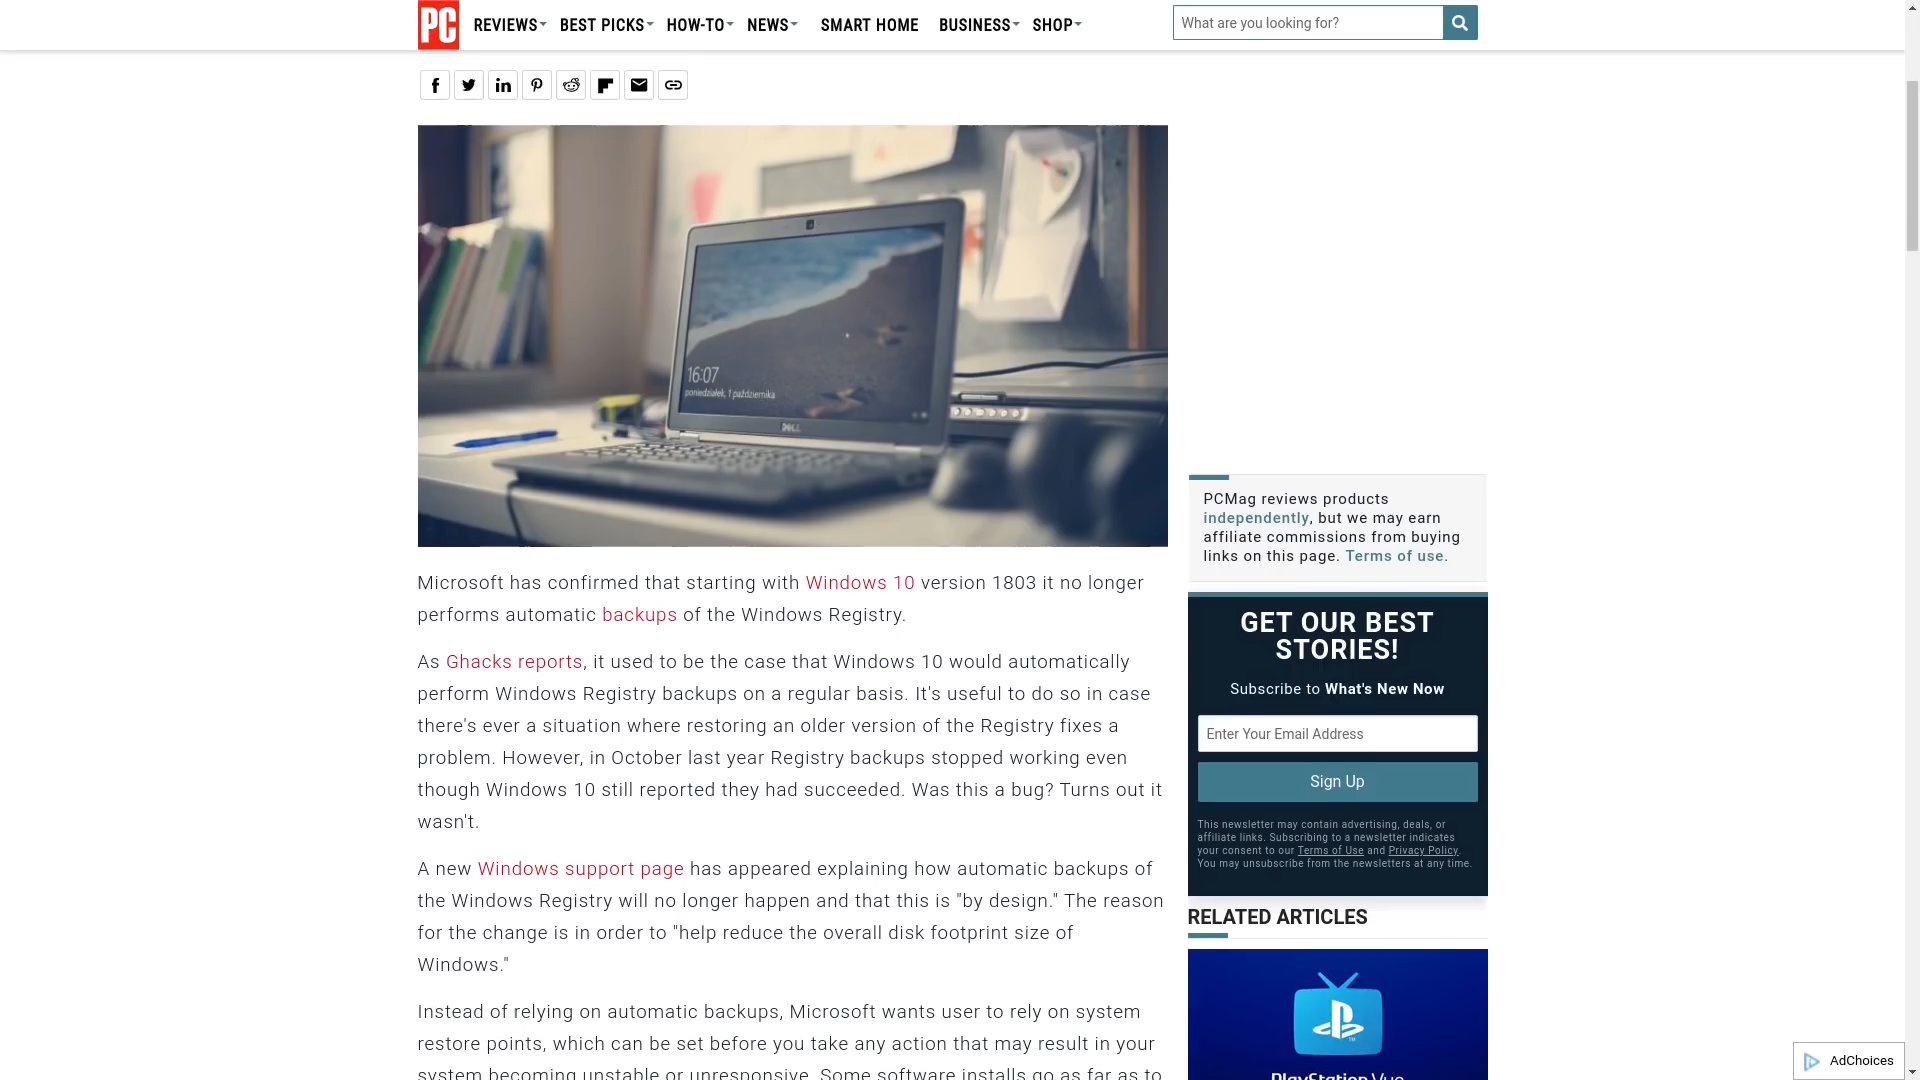 PC
REVIEWS BEST PICKS HOW-TO NEWS SMART HOME BUSINESS SHOP
What are you looking for?
16:07
poniedziałek, 1 października
DELL
Microsoft has confirmed that starting with Windows 10 version 1803 it no longer
performs automatic backups of the Windows Registry.
As Ghacks reports, it used to be the case that Windows 10 would automatically
perform Windows Registry backups on a regular basis. It's useful to do so in case
there's ever a situation where restoring an older version of the Registry fixes a
problem. However, in October last year Registry backups stopped working even
though Windows 10 still reported they had succeeded. Was this a bug? Turns out it
wasn't.
A new Windows support page has appeared explaining how automatic backups of
the Windows Registry will no longer happen and that this is "by design." The reason
for the change is in order to "help reduce the overall disk footprint size of
Windows."
Instead of relying on automatic backups, Microsoft wants user to rely on system
restore points, which can be set before you take any action that may result in your
system becoming unstable or unresponsive. Some software installs go as far as to
PCMag reviews products
independently, but we may earn
affiliate commissions from buying
links on this page. Terms of use.
GET OUR BEST
STORIES!
Subscribe to What's New Now
Enter Your Email Address
Sign Up
This newsletter may contain advertising, deals, or
affiliate links. Subscribing to a newsletter indicates
your consent to our Terms of Use and Privacy Policy.
You may unsubscribe from the newsletters at any time.
RELATED ARTICLES
PlayStation Vue
AdChoices